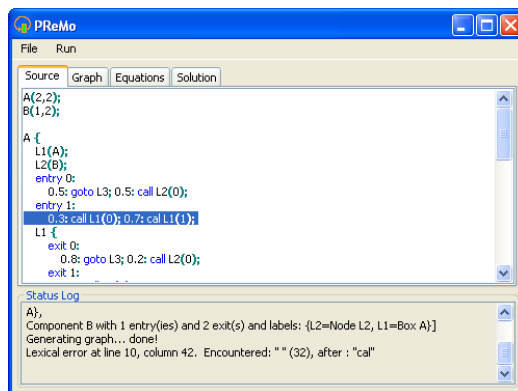 PReMo
File Run
Source Graph Equations Solution
A(2,2);
B(1,2);
A {
L1(A);
L2(B);
entry 0:
0.5: goto L3; 0.5: call L2(0);
entry 1:
0.3: call L1(0); 0.7: cal L1(1);
L1 {
exit 0:
0.8: goto L3; 0.2: call L2(0);
exit 1:
Status Log
A},
Component B with 1 entry(ies) and 2 exit(s) and labels: {L2=Node L2, L1=Box A}]
Generating graph... done!
Lexical error at line 10, column 42. Encountered: " " (32), after : "cal"